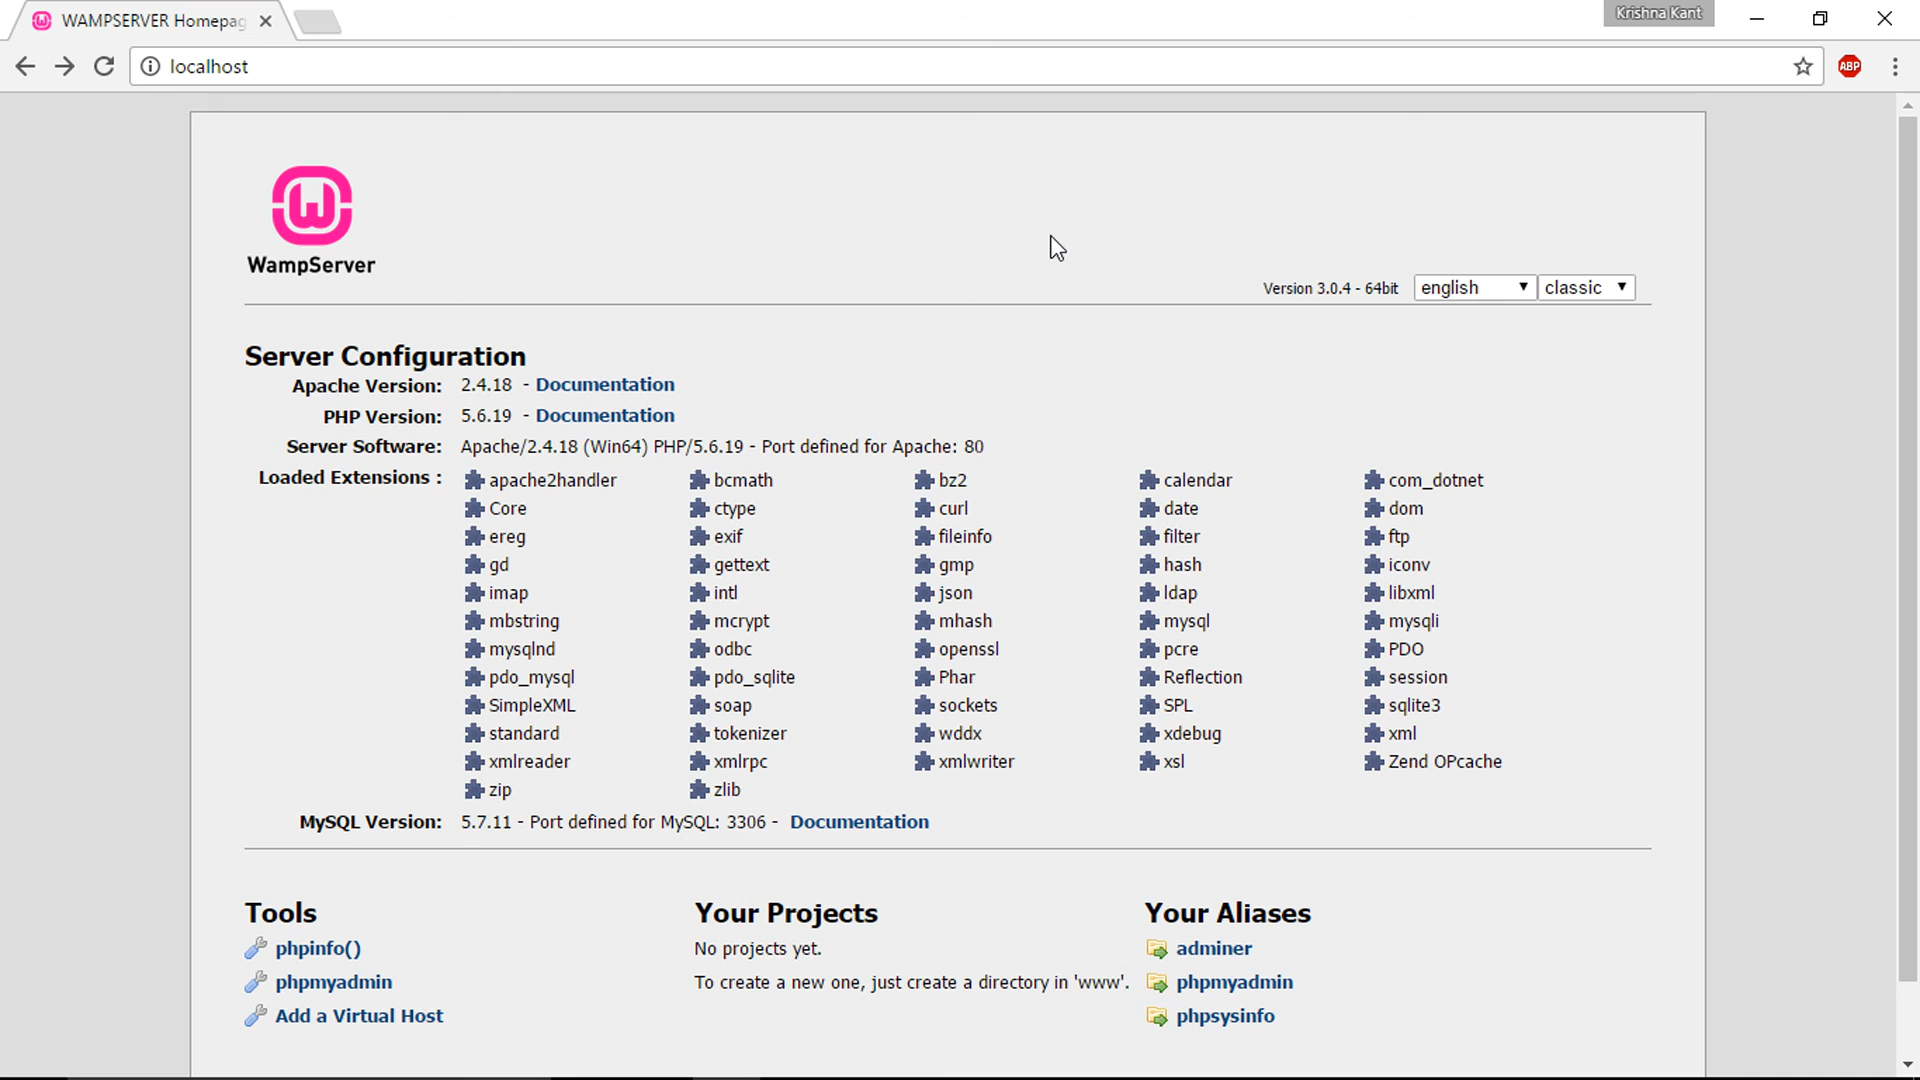 WAMPSERVER Homepag
Krishna Kant
localhost
ABP
WampServer
Version 3.0.4 - 64bit english classic
Server Configuration
Apache Version: 2.4.18 - Documentation
PHP Version: 5.6.19 - Documentation
Server Software: Apache/2.4.18 (Win64) PHP/5.6.19 - Port defined for Apache: 80
Loaded Extensions : apache2handler bcmath bz2 calendar com_dotnet
Core ctype curl date dom
ereg exif fileinfo filter ftp
gd gettext gmp hash iconv
imap intl json ldap libxml
mbstring mcrypt mhash mysql mysqli
mysqlnd odbc openssl pcre PDO
pdo_mysql pdo_sqlite Phar Reflection session
SimpleXML soap sockets SPL sqlite3
standard tokenizer wddx xdebug xml
xmlreader xmlrpc xmlwriter xsl Zend OPcache
zip zlib
MySQL Version: 5.7.11 - Port defined for MySQL: 3306 - Documentation
Tools
phpinfo()
phpmyadmin
Add a Virtual Host
Your Projects
No projects yet.
To create a new one, just create a directory in 'www'.
Your Aliases
adminer
phpmyadmin
phpsysinfo